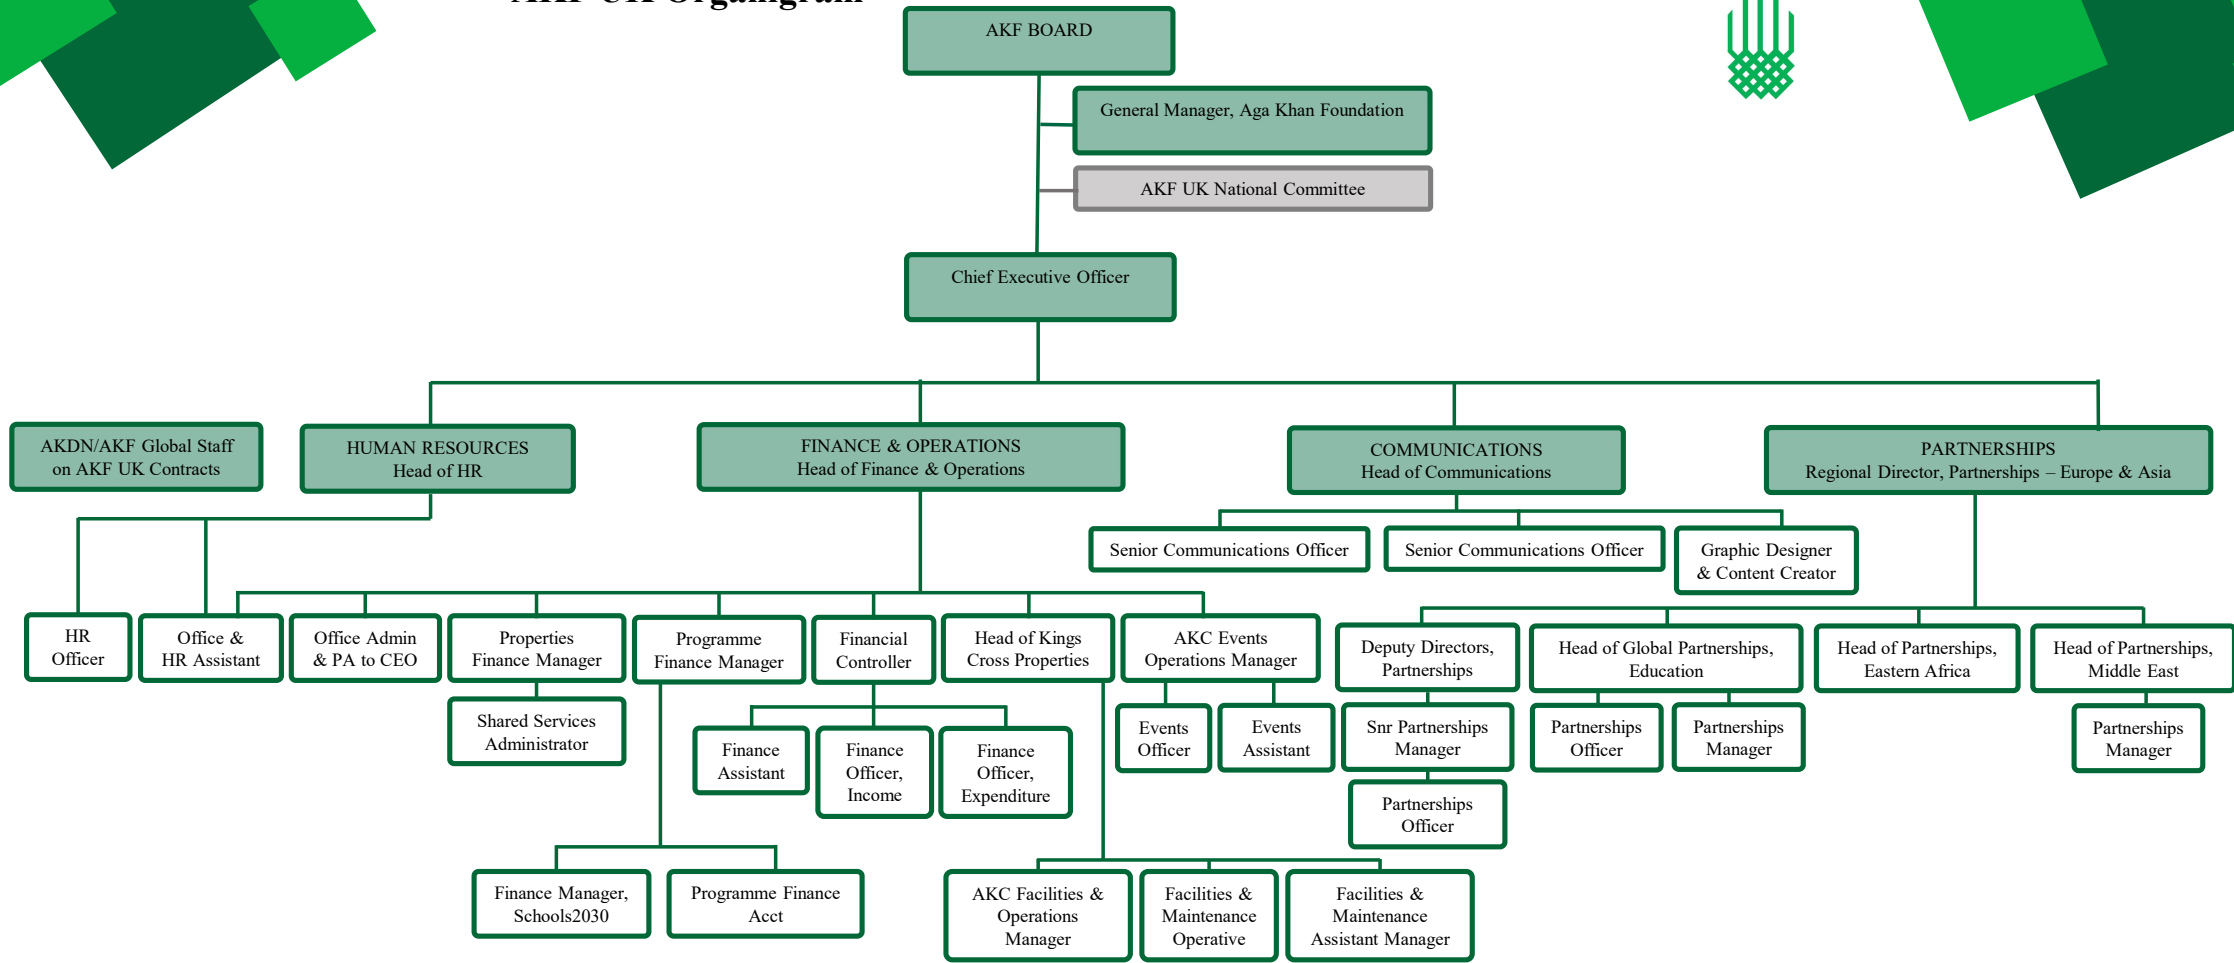 AKF UK Organigram
AKF BOARD
General Manager, Aga Khan Foundation
AKF UK National Committee
Chief Executive Officer
AKDN/AKF Global Staff
on AKF UK Contracts
HUMAN RESOURCES
Head of HR
FINANCE & OPERATIONS
Head of Finance & Operations
COMMUNICATIONS
Head of Communications
PARTNERSHIPS
Regional Director, Partnerships – Europe & Asia
Senior Communications Officer
Senior Communications Officer
Graphic Designer
& Content Creator
HR
Officer
Office &
HR Assistant
Office Admin
& PA to CEO
Properties
Finance Manager
Programme
Finance Manager
Financial
Controller
Head of Kings
Cross Properties
AKC Events
Operations Manager
Deputy Directors,
Partnerships
Head of Global Partnerships,
Education
Head of Partnerships,
Eastern Africa
Head of Partnerships,
Middle East
Shared Services
Administrator
Finance
Assistant
Finance
Officer,
Income
Finance
Officer,
Expenditure
Events
Officer
Events
Assistant
Snr Partnerships
Manager
Partnerships
Officer
Partnerships
Manager
Partnerships
Manager
Partnerships
Officer
Finance Manager,
Schools2030
Programme Finance
Acct
AKC Facilities &
Operations
Manager
Facilities &
Maintenance
Operative
Facilities &
Maintenance
Assistant Manager